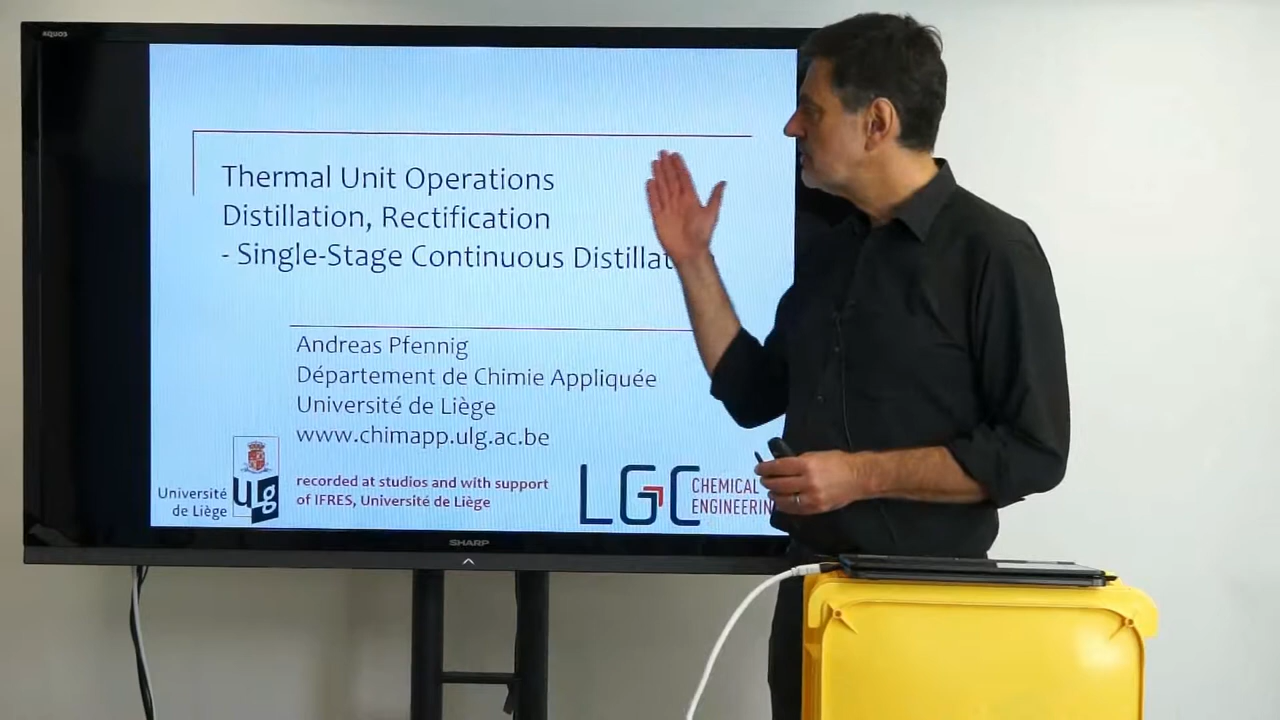 AQUOS
Thermal Unit Operations
Distillation, Rectification
- Single-Stage Continuous Distillat
Andreas Pfennig
Département de Chimie Appliquée
Université de Liège
www.chimapp.ulg.ac.be
recorded at studios and with support
of IFRES, Université de Liège
Université
de Liège
ULg
LGC
CHEMICAL
ENGINEERIN
SHARP